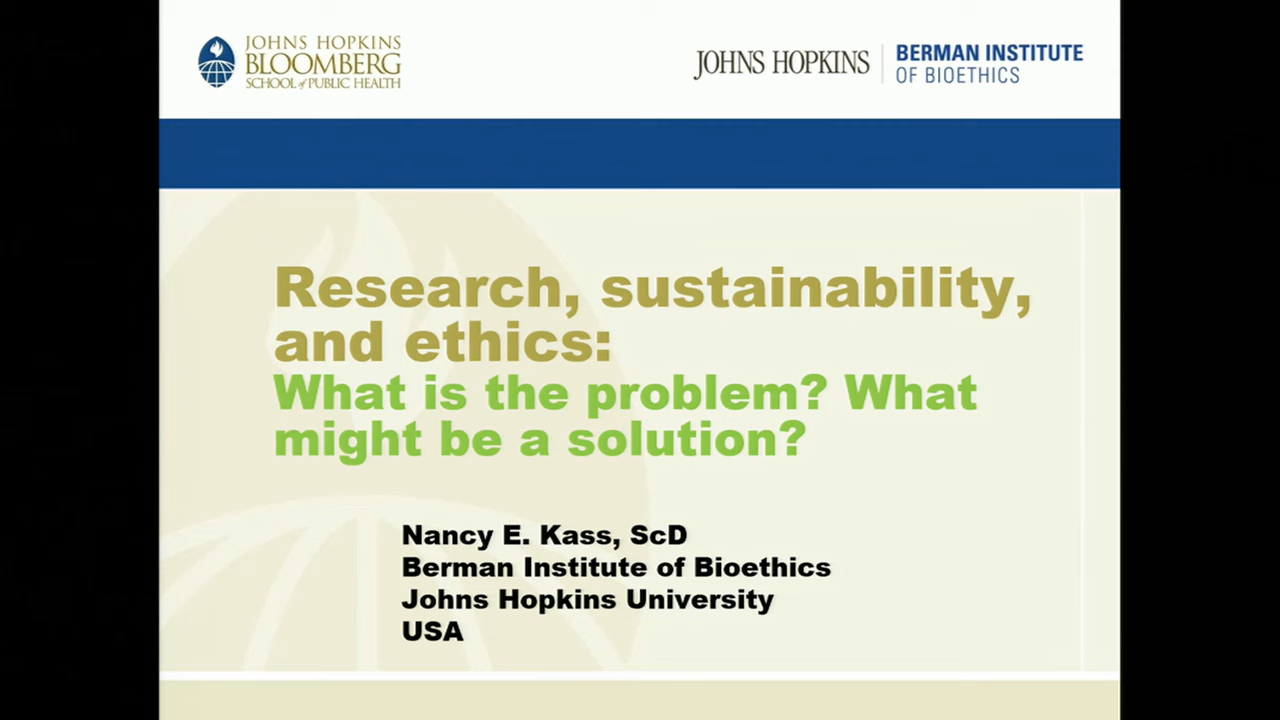 JOHNS HOPKINS
BLOOMBERG
SCHOOL of PUBLIC HEALTH
JOHNS HOPKINS
BERMAN INSTITUTE
OF BIOETHICS
Research, sustainability,
and ethics:
What is the problem? What
might be a solution?
Nancy E. Kass, ScD
Berman Institute of Bioethics
Johns Hopkins University
USA